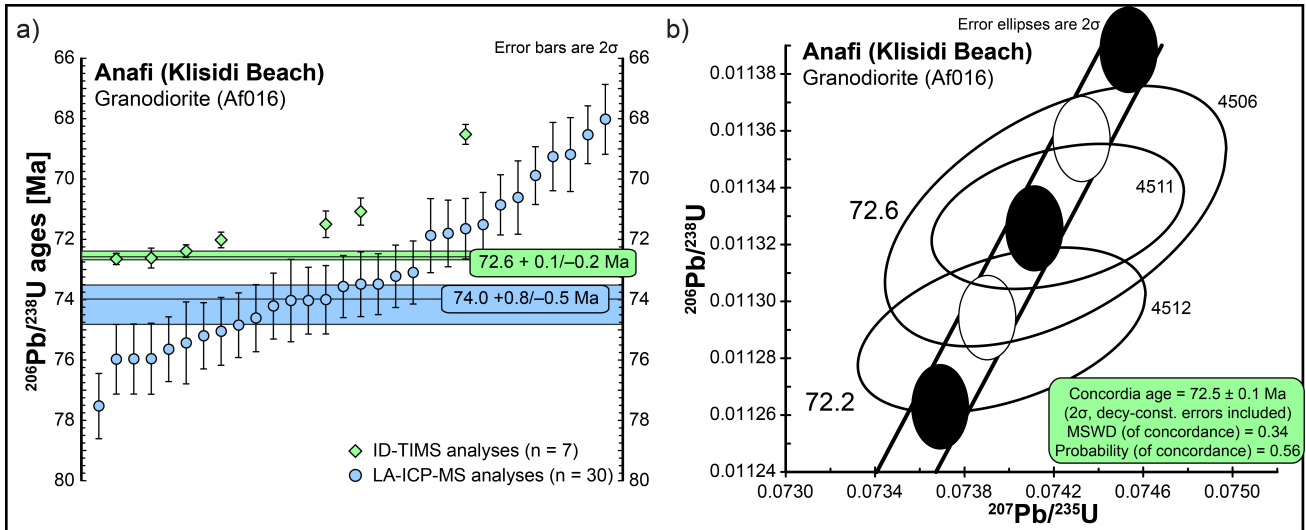 a)
Error bars are 2σ
Anafi (Klisidi Beach)
Granodiorite (Af016)
206Pb/238U ages [Ma]
66
68
70
72
74
76
78
80
66
68
70
72
74
76
78
80
72.6 + 0.1/–0.2 Ma
74.0 +0.8/–0.5 Ma
ID-TIMS analyses (n = 7)
LA-ICP-MS analyses (n = 30)
b)
Error ellipses are 2σ
Anafi (Klisidi Beach)
Granodiorite (Af016)
206Pb/238U
0.01138
0.01136
0.01134
0.01132
0.01130
0.01128
0.01126
0.01124
4506
4511
4512
72.6
72.2
Concordia age = 72.5 ± 0.1 Ma
(2σ, decy-const. errors included)
MSWD (of concordance) = 0.34
Probability (of concordance) = 0.56
0.0730
0.0734
0.0738
0.0742
0.0746
0.0750
207Pb/235U